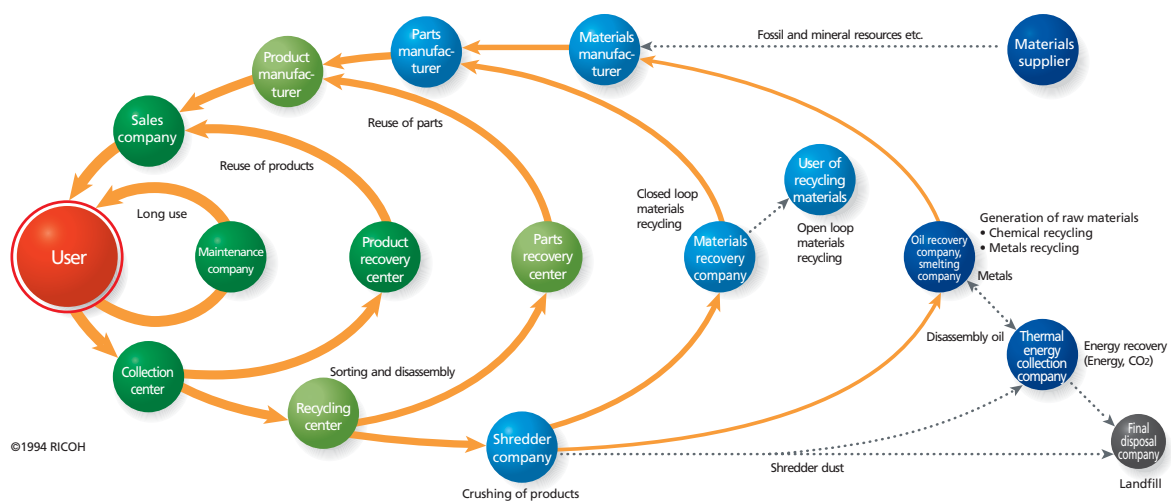 Parts
manufac-
turer
Materials
manufac-
turer
Fossil and mineral resources etc.
Materials
supplier
Product
manufac-
turer
Sales
company
Reuse of parts
Reuse of products
User of
recycling
materials
Closed loop
materials
recycling
Long use
User
Maintenance
company
Product
recovery
center
Parts
recovery
center
Materials
recovery
company
Open loop
materials
recycling
Oil recovery
company,
smelting
company
Generation of raw materials
• Chemical recycling
• Metals recycling
Metals
Disassembly oil
Thermal
energy
collection
company
Energy recovery
(Energy, CO2)
Collection
center
Sorting and disassembly
Recycling
center
Shredder
company
Crushing of products
Shredder dust
Final
disposal
company
Landfill
©1994 RICOH